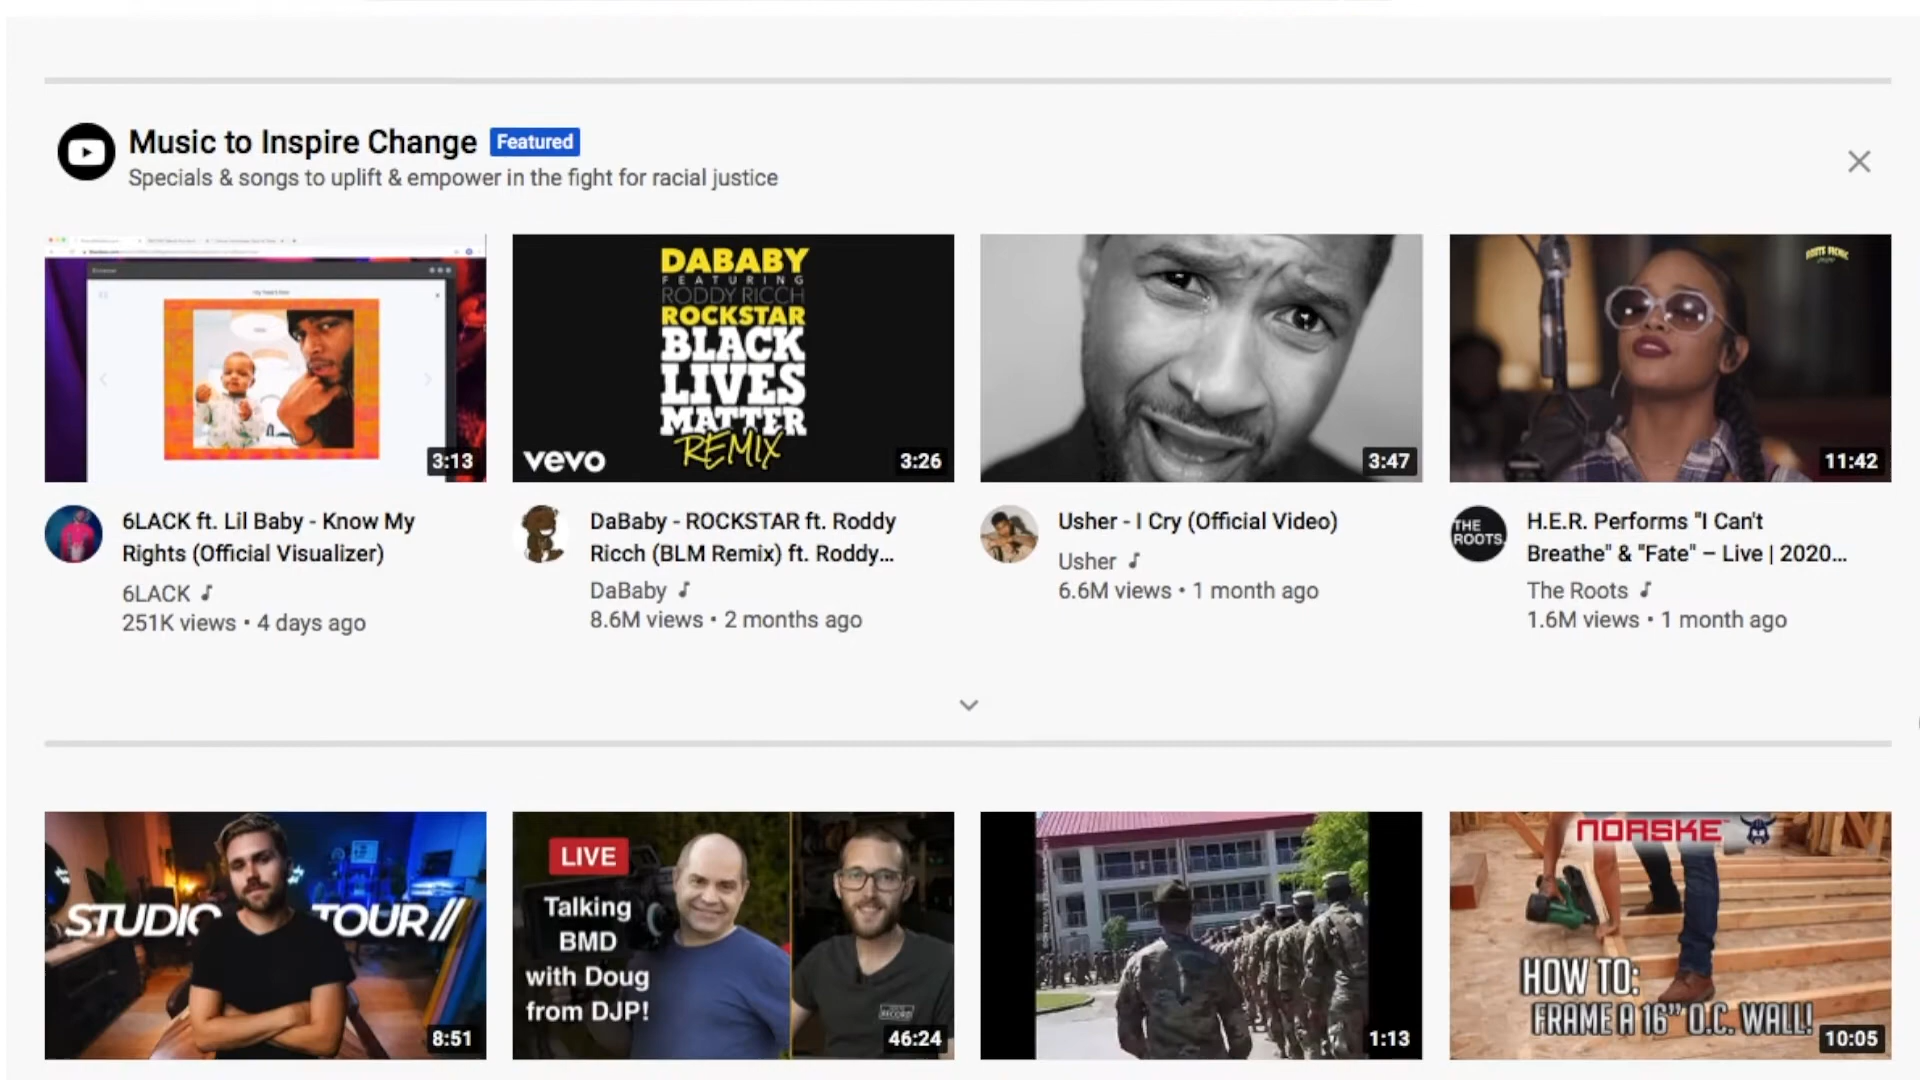 Music to Inspire Change Featured
Specials & songs to uplift & empower in the fight for racial justice
3:13
DABABY
FEATURING
RODDY RICCH
ROCKSTAR
BLACK
LIVES
MATTER
REMIX
vevo
3:26
3:47
ROOTS PICNIC
11:42
6LACK ft. Lil Baby - Know My
Rights (Official Visualizer)
6LACK
251K views • 4 days ago
DaBaby - ROCKSTAR ft. Roddy
Ricch (BLM Remix) ft. Roddy...
DaBaby
8.6M views • 2 months ago
Usher - I Cry (Official Video)
Usher
6.6M views • 1 month ago
THE
ROOTS.
H.E.R. Performs "I Can't
Breathe" & "Fate" – Live | 2020...
The Roots
1.6M views • 1 month ago
STUDIO TOUR //
8:51
LIVE
Talking
BMD
with Doug
from DJP!
46:24
1:13
NORSKE
HOW TO:
FRAME A 16" O.C. WALL!
10:05